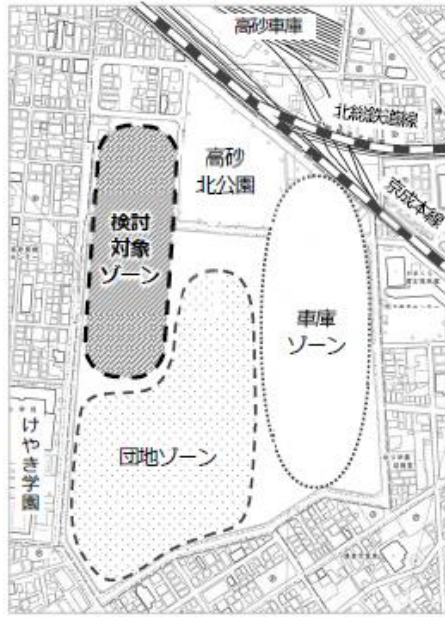 高砂車庫
北総鉄道線
高砂
北公園
京成本線
検討
対象
ゾーン
車庫
ゾーン
団地ゾーン
けやき学園